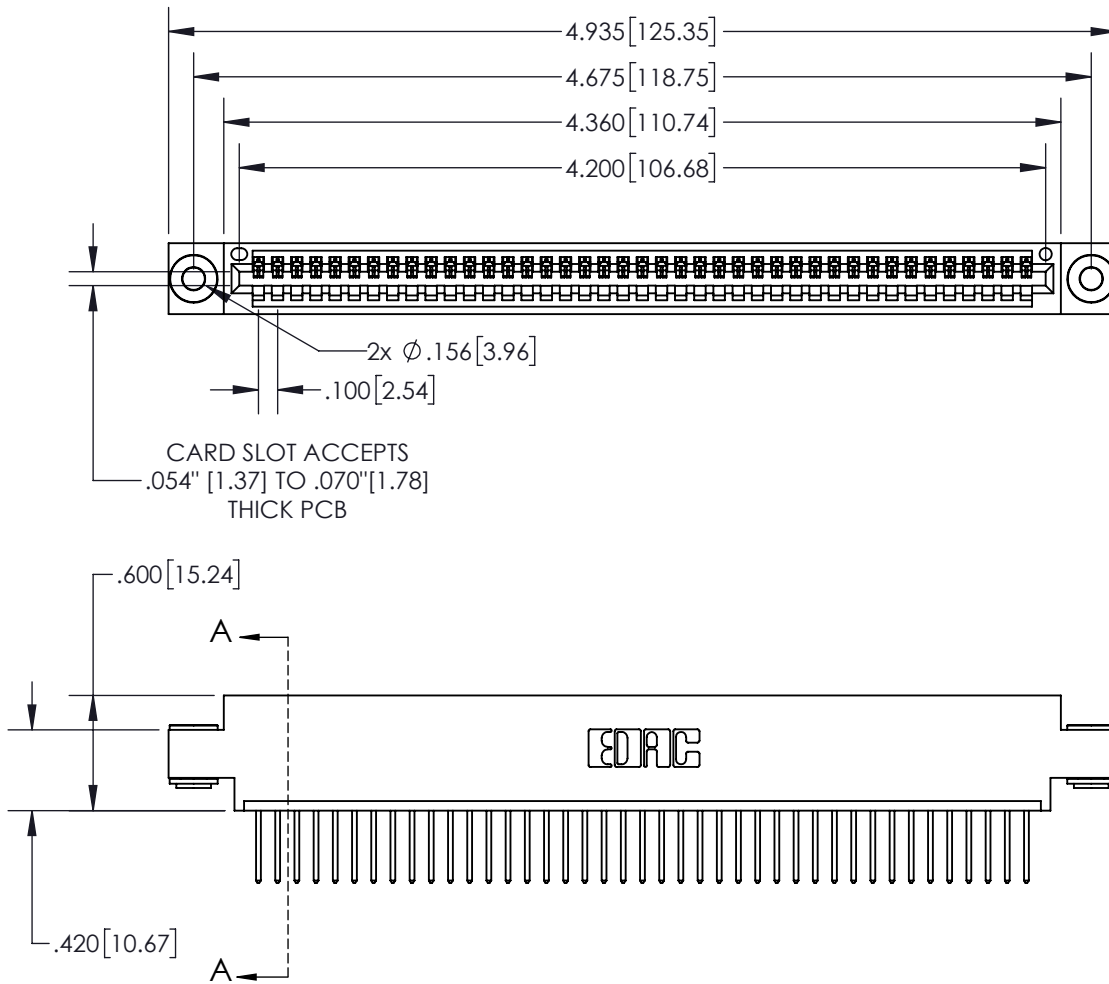 4.935[125.35]
4.675[118.75]
4.360[110.74]
4.200[106.68]
2x Ø .156[3.96]
.100[2.54]
CARD SLOT ACCEPTS
.054" [1.37] TO .070"[1.78]
THICK PCB
.600[15.24]
A
EDAC
.420[10.67]
A